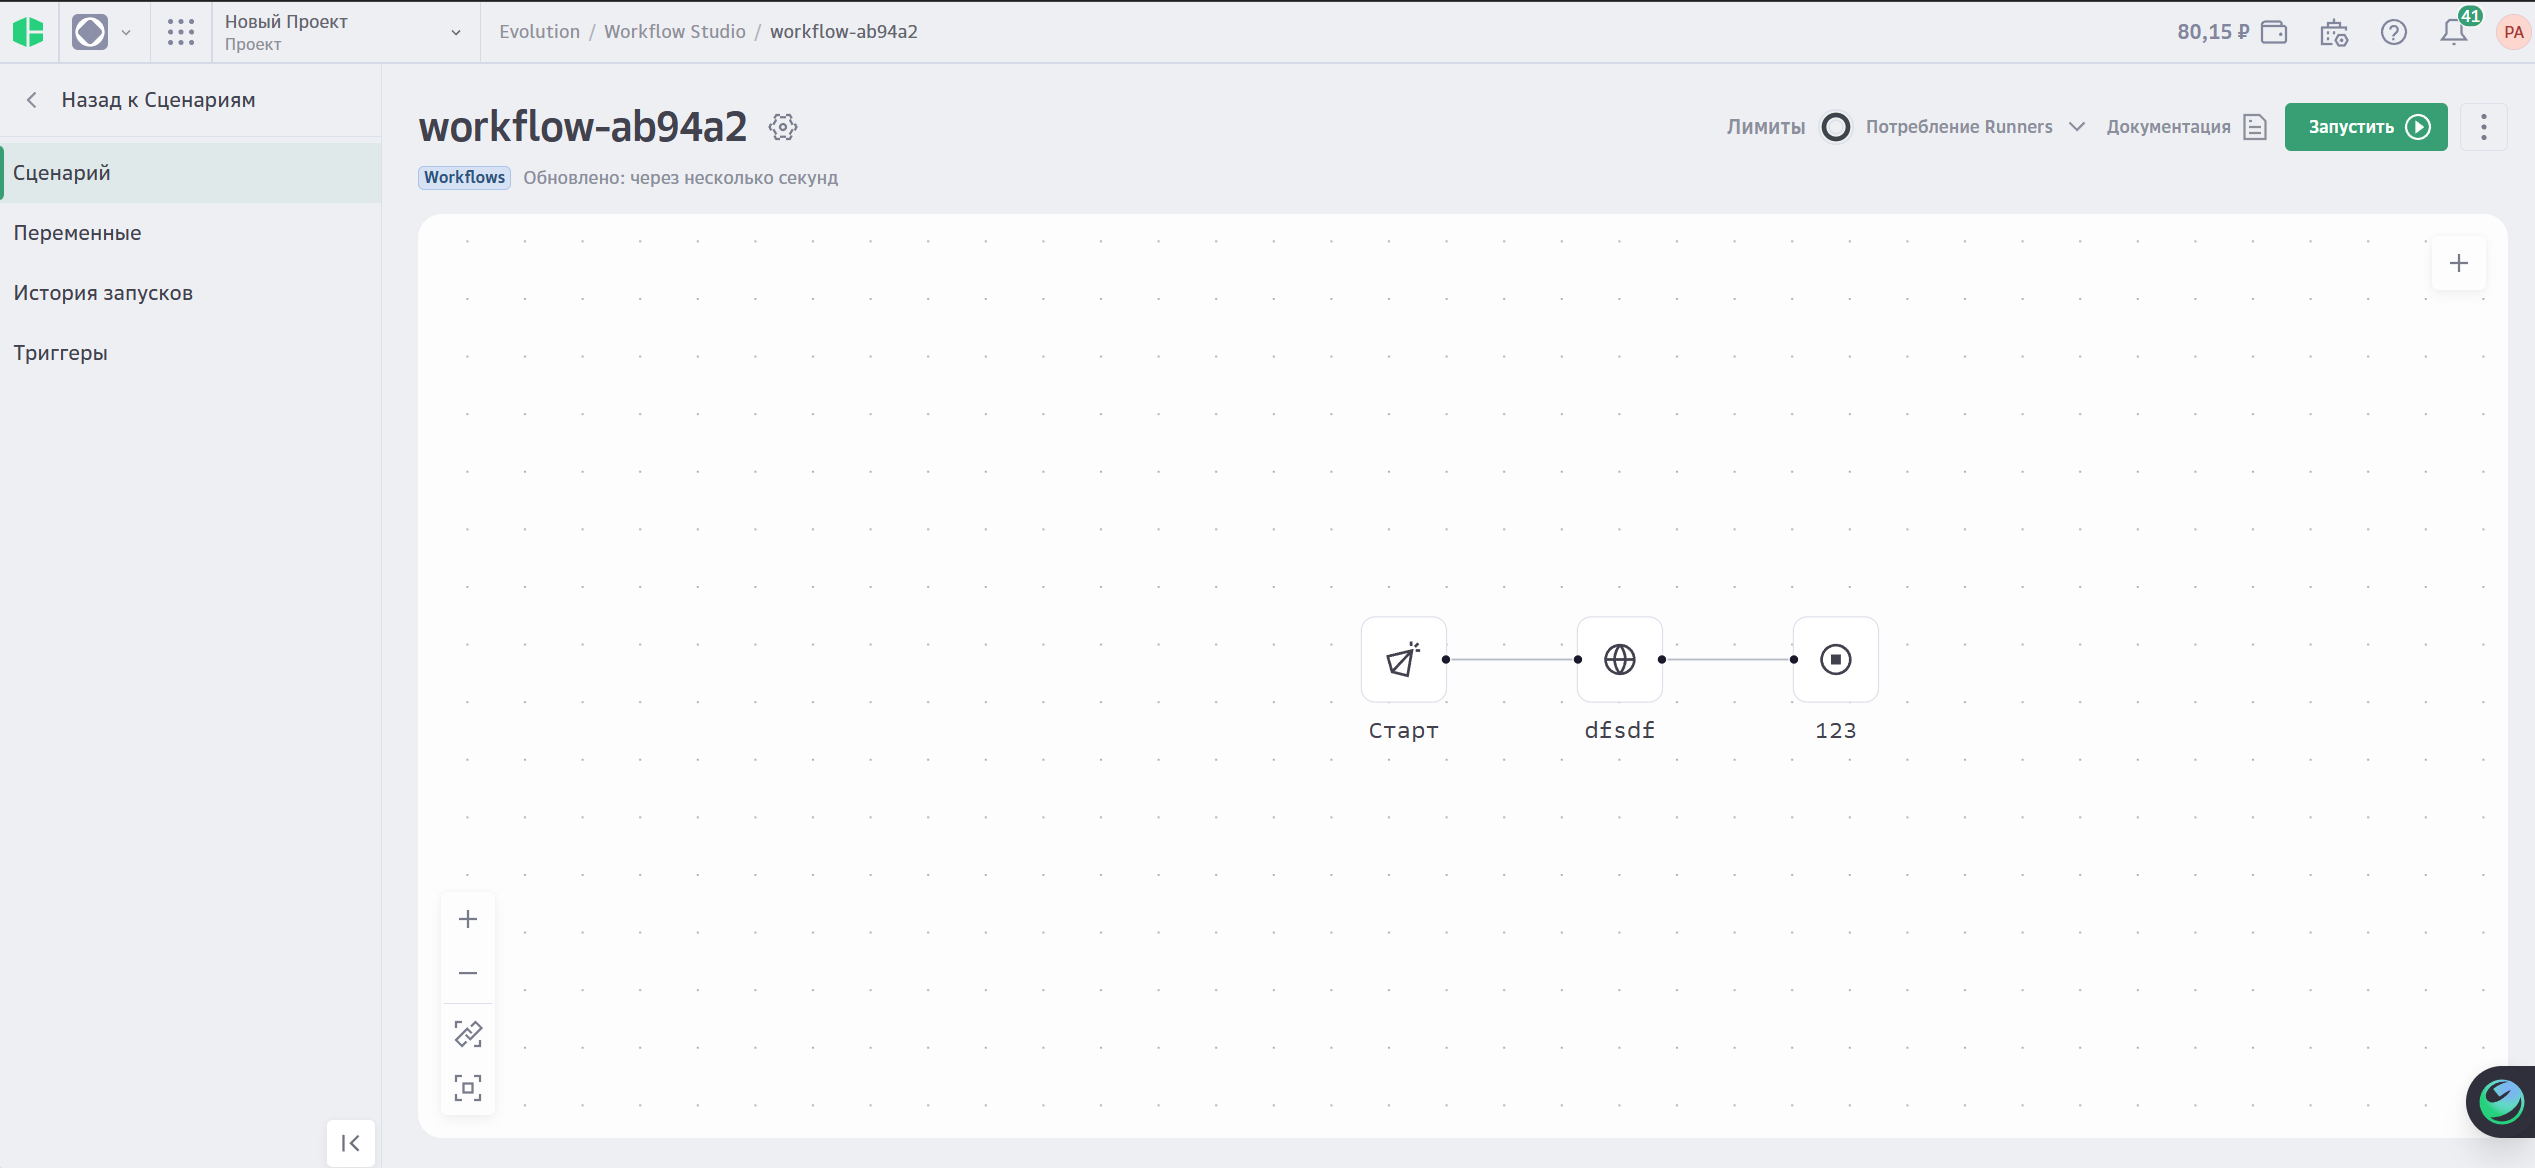 Новый Проект
Проект
Evolution / Workflow Studio / workflow-ab94a2
80,15 ₽
41
PA
Назад к Сценариям
Сценарий
Переменные
История запусков
Триггеры
workflow-ab94a2
Лимиты
Потребление Runners
Документация
Запустить
Workflows
Обновлено: через несколько секунд
Старт
dfsdf
123